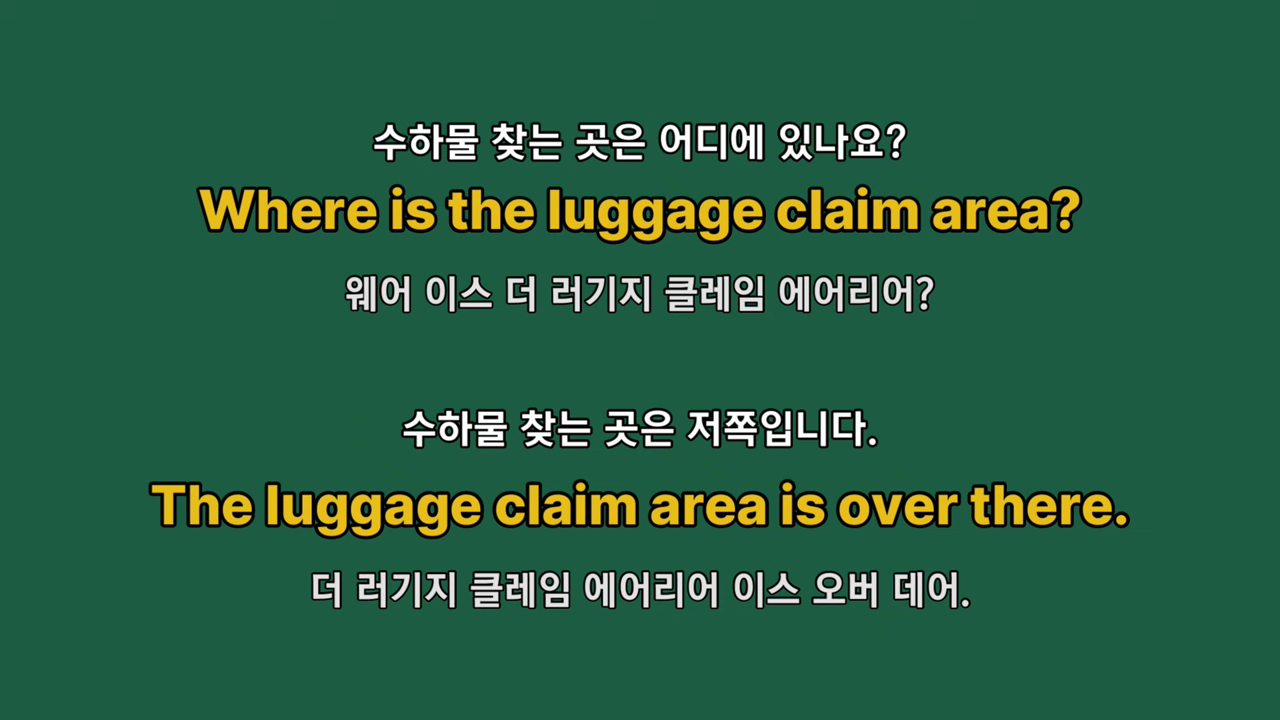 수하물 찾는 곳은 어디에 있나요?
Where is the luggage claim area?
웨어 이스 더 러기지 클레임 에어리어?
수하물 찾는 곳은 저쪽입니다.
The luggage claim area is over there.
더 러기지 클레임 에어리어 이스 오버 데어.